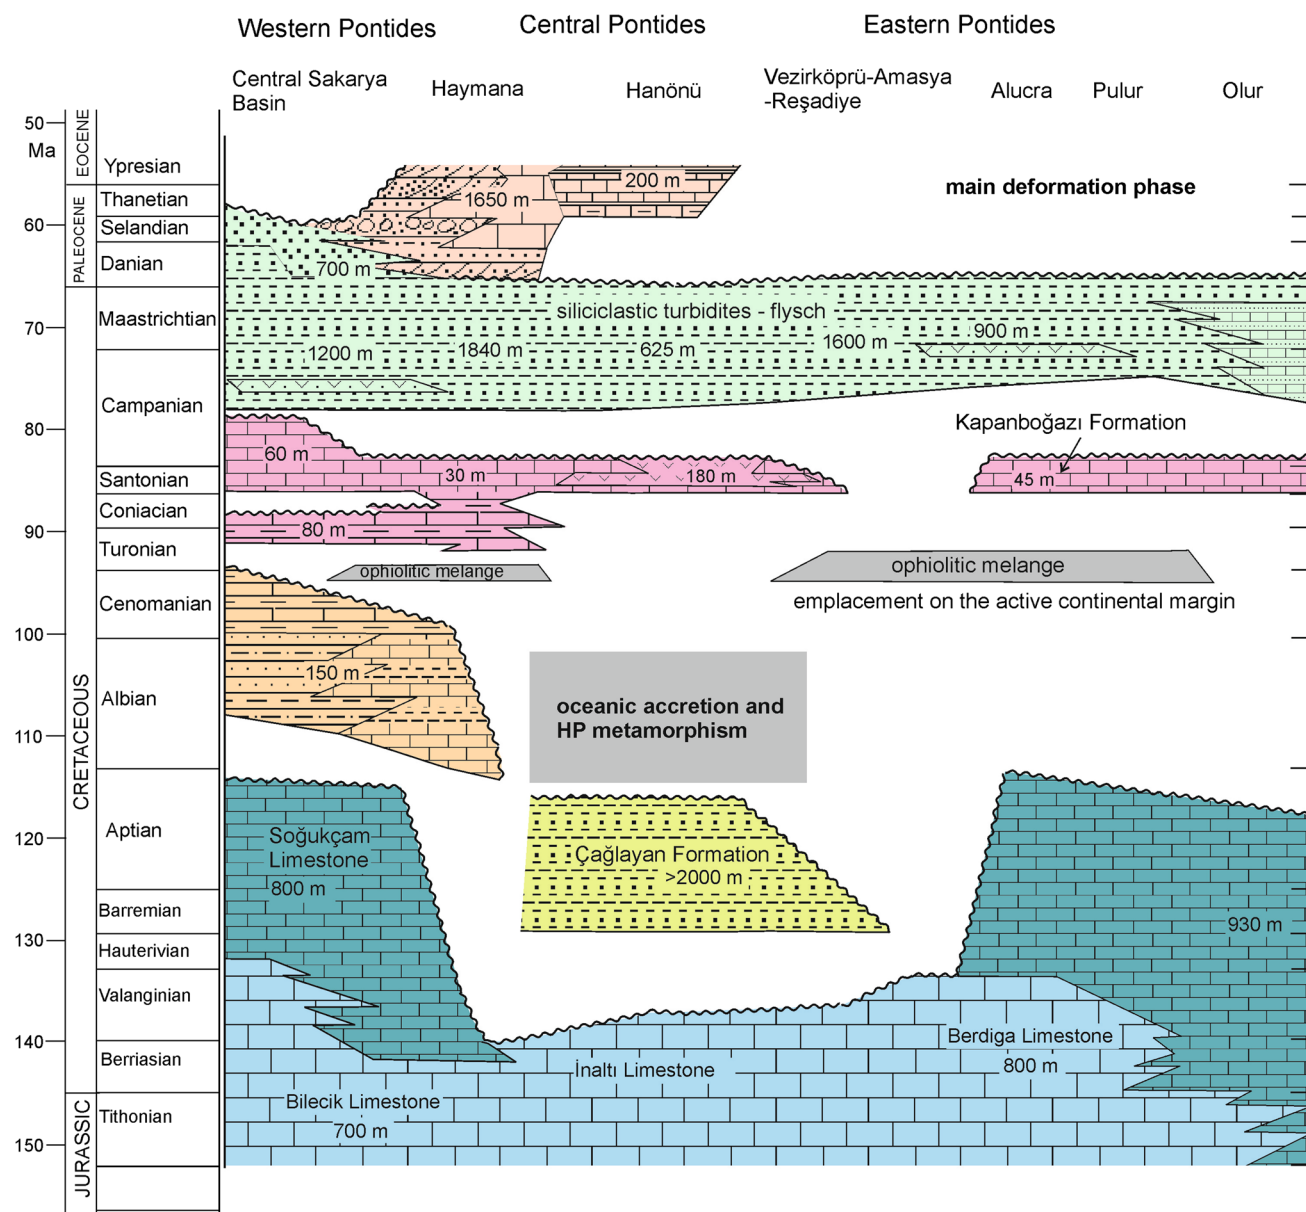 Western Pontides
Central Pontides
Eastern Pontides
Central Sakarya
Basin
Haymana
Hanönü
Vezirköprü-Amasya
-Reşadiye
Alucra
Pulur
Olur
50
Ma
60
70
80
90
100
110
120
130
140
150
EOCENE
PALEOCENE
CRETACEOUS
JURASSIC
Ypresian
Thanetian
Selandian
Danian
Maastrichtian
Campanian
Santonian
Coniacian
Turonian
Cenomanian
Albian
Aptian
Barremian
Hauterivian
Valanginian
Berriasian
Tithonian
1650 m
200 m
main deformation phase
700 m
siliciclastic turbidites - flysch
1200 m
1840 m
625 m
1600 m
900 m
Kapanboğazı Formation
60 m
30 m
180 m
45 m
80 m
ophiolitic melange
ophiolitic melange
emplacement on the active continental margin
150 m
oceanic accretion and
HP metamorphism
Soğukçam
Limestone
800 m
Çağlayan Formation
>2000 m
930 m
Berdiga Limestone
800 m
İnaltı Limestone
Bilecik Limestone
700 m